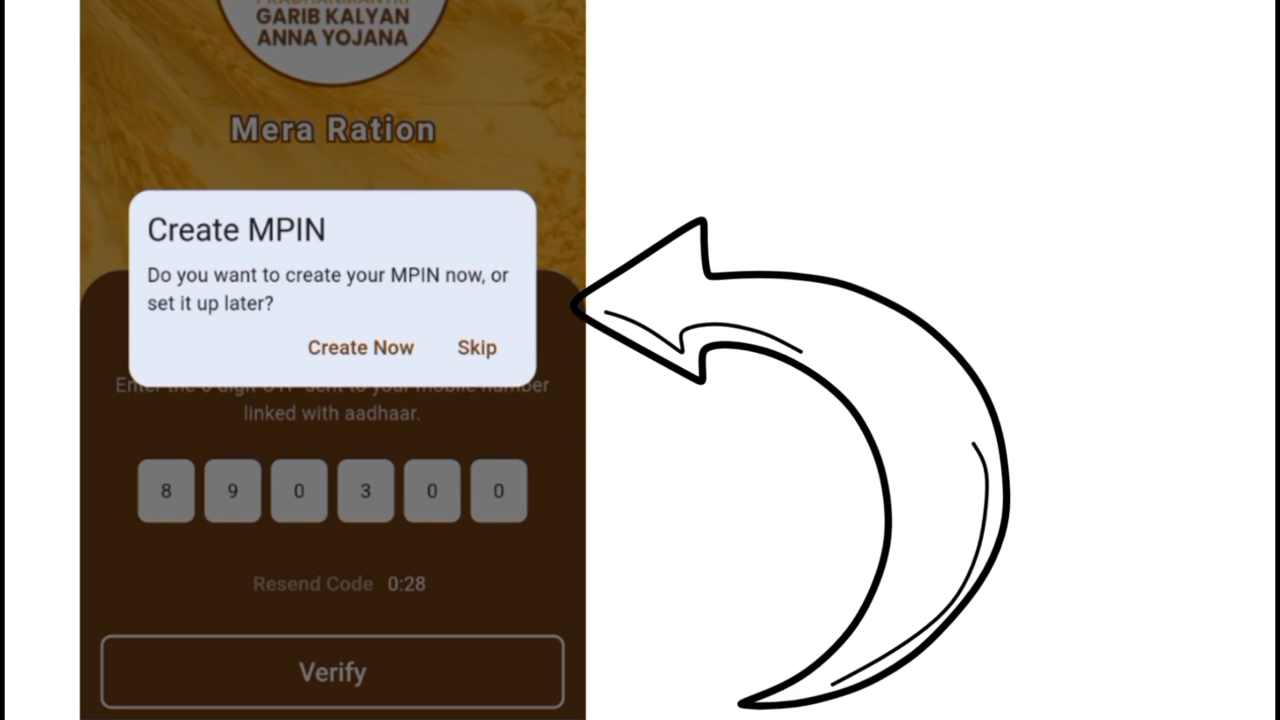 PRADHANMANTRI
GARIB KALYAN
ANNA YOJANA
Mera Ration
Create MPIN
Do you want to create your MPIN now, or
set it up later?
Create Now Skip
linked with aadhaar.
8 9 0 3 0 0
Resend Code 0:28
Verify